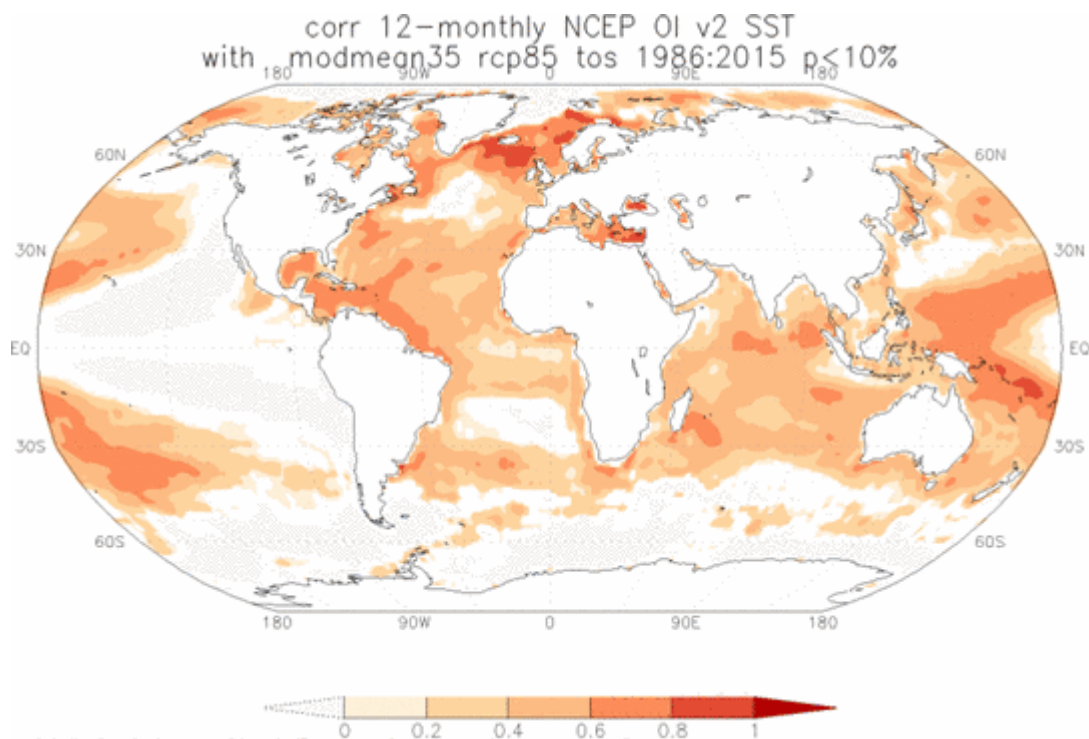 corr 12-monthly NCEP OI v2 SST
with modmean35 rcp85 tos 1986:2015 p<10%
180 90W 0 90E 180
60N 60N
30N 30N
EQ EQ
30S 30S
60S 60S
180 90W 0 90E 180
0 0.2 0.4 0.6 0.8 1